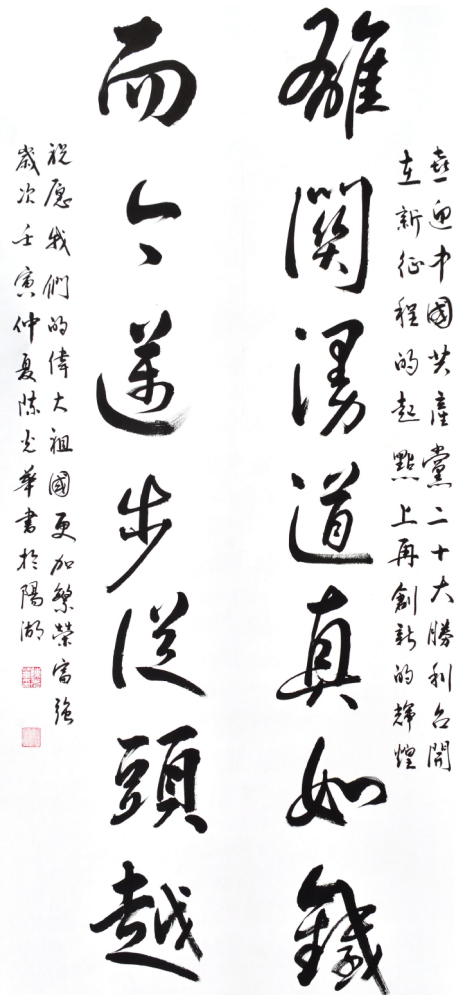 喜迎中國共產黨二十大勝利召開
在新征程的起點上再創新的輝煌
雄關漫道真如鐵
而今邁步從頭越
祝愿我們的偉大祖國更加繁榮富强
歲次壬寅仲夏陳光華書於陽湖